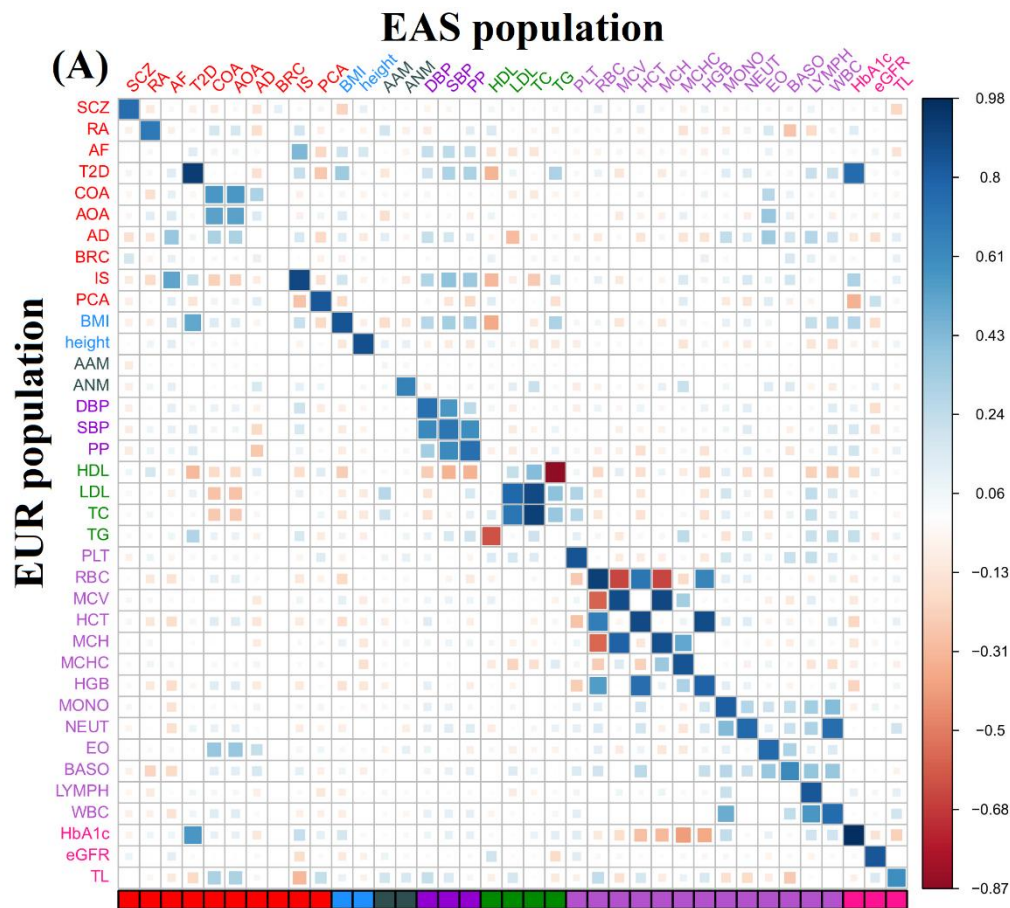 EAS population
(A)
SCZ
RA
AF
T2D
COA
AOA
AD
BRC
IS
PCA
BMI
height
AAM
ANM
DBP
SBP
PP
HDL
LDL
TC
TG
PLT
RBC
MCV
HCT
MCH
MCHC
HGB
MONO
NEUT
EO
BASO
LYMPH
WBC
HbA1c
eGFR
TL
EUR population
SCZ
RA
AF
T2D
COA
AOA
AD
BRC
IS
PCA
BMI
height
AAM
ANM
DBP
SBP
PP
HDL
LDL
TC
TG
PLT
RBC
MCV
HCT
MCH
MCHC
HGB
MONO
NEUT
EO
BASO
LYMPH
WBC
HbA1c
eGFR
TL
0.98
0.8
0.61
0.43
0.24
0.06
−0.13
−0.31
−0.5
−0.68
−0.87